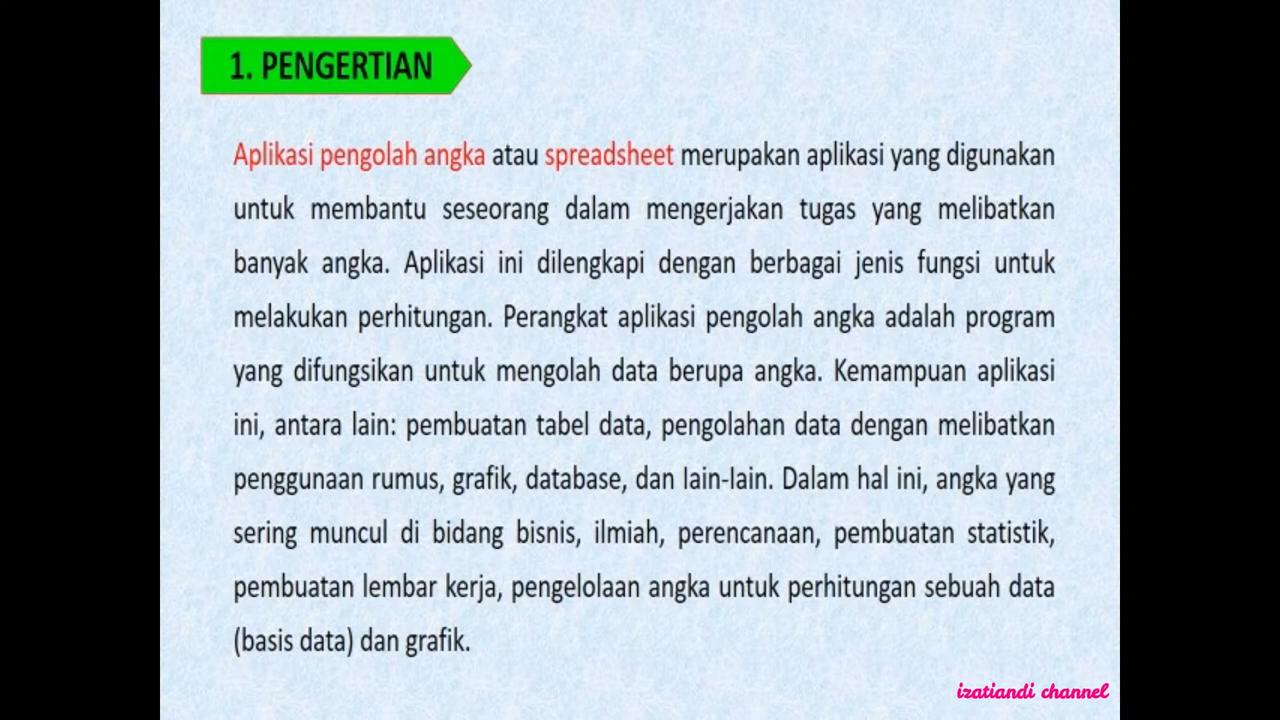 1. PENGERTIAN
Aplikasi pengolah angka atau spreadsheet merupakan aplikasi yang digunakan
untuk membantu seseorang dalam mengerjakan tugas yang melibatkan
banyak angka. Aplikasi ini dilengkapi dengan berbagai jenis fungsi untuk
melakukan perhitungan. Perangkat aplikasi pengolah angka adalah program
yang difungsikan untuk mengolah data berupa angka. Kemampuan aplikasi
ini, antara lain: pembuatan tabel data, pengolahan data dengan melibatkan
penggunaan rumus, grafik, database, dan lain-lain. Dalam hal ini, angka yang
sering muncul di bidang bisnis, ilmiah, perencanaan, pembuatan statistik,
pembuatan lembar kerja, pengelolaan angka untuk perhitungan sebuah data
(basis data) dan grafik.
izatiandi channel